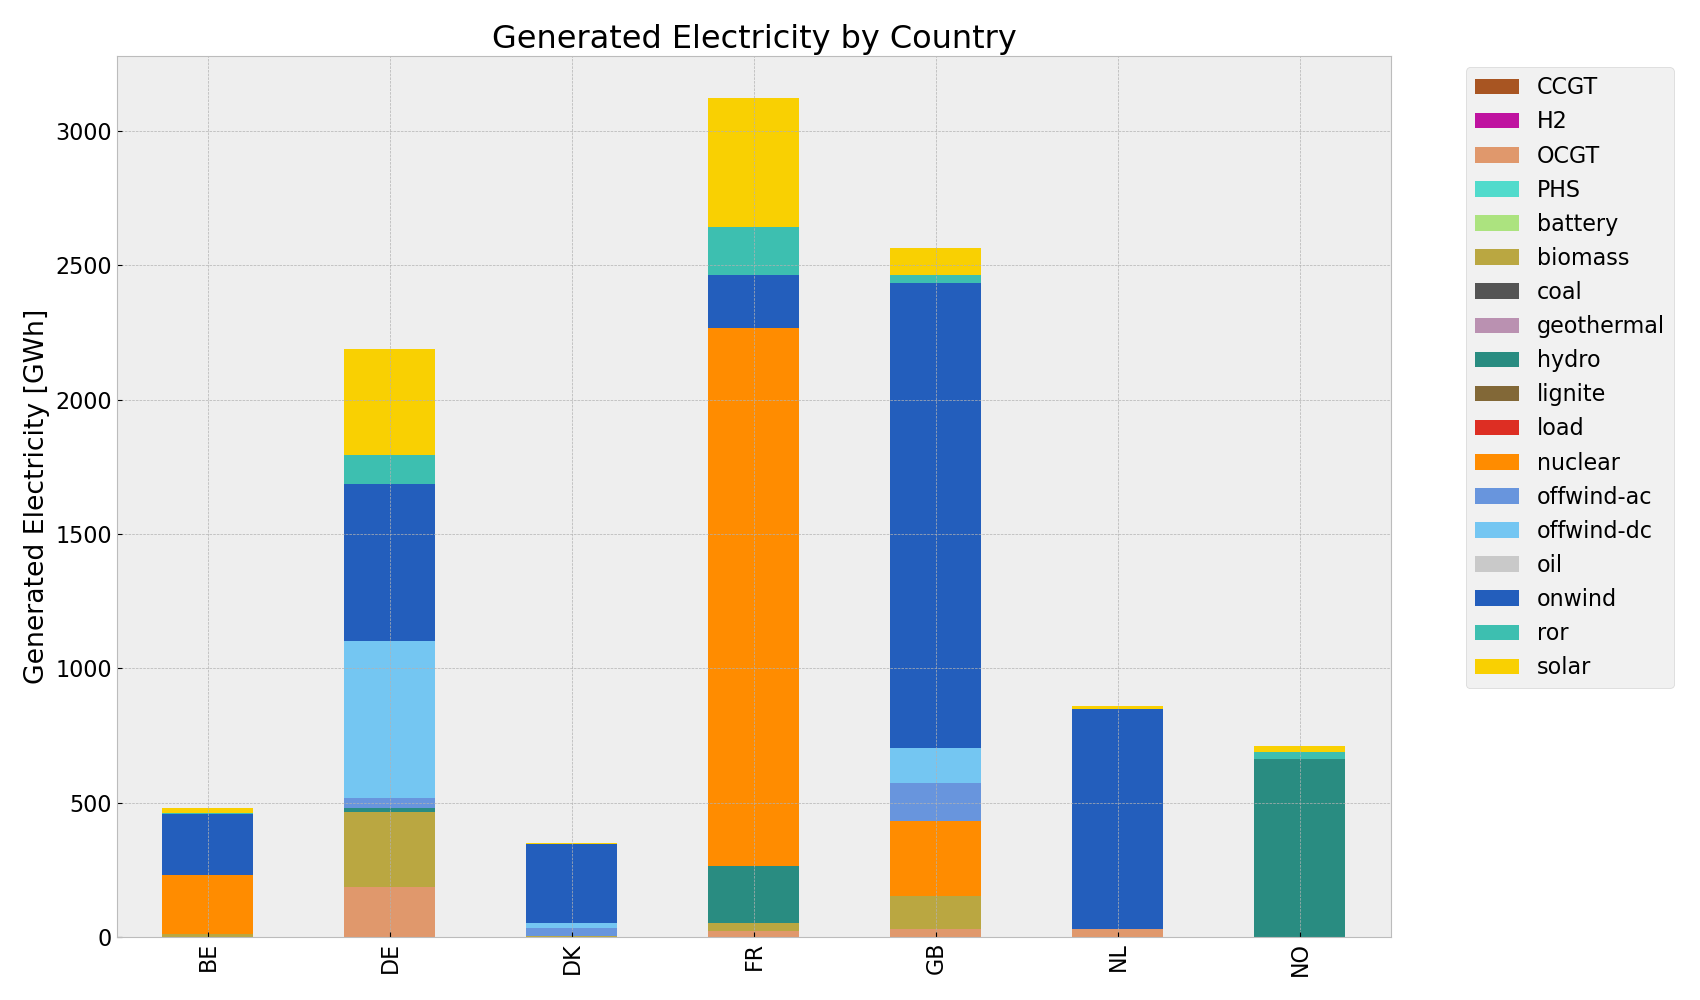 Generated Electricity by Country
Generated Electricity [GWh]
3000
2500
2000
1500
1000
500
0
BE
DE
DK
FR
GB
NL
NO
CCGT
H2
OCGT
PHS
battery
biomass
coal
geothermal
hydro
lignite
load
nuclear
offwind-ac
offwind-dc
oil
onwind
ror
solar